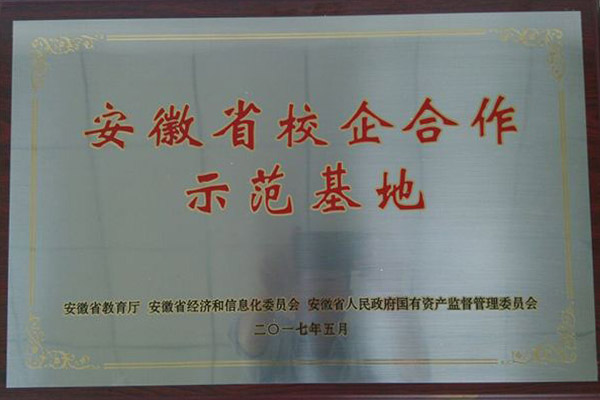 安徽省校企合作
示范基地
安徽省教育厅 安徽省经济和信息化委员会 安徽省人民政府国有资产监督管理委员会
二〇一七年五月